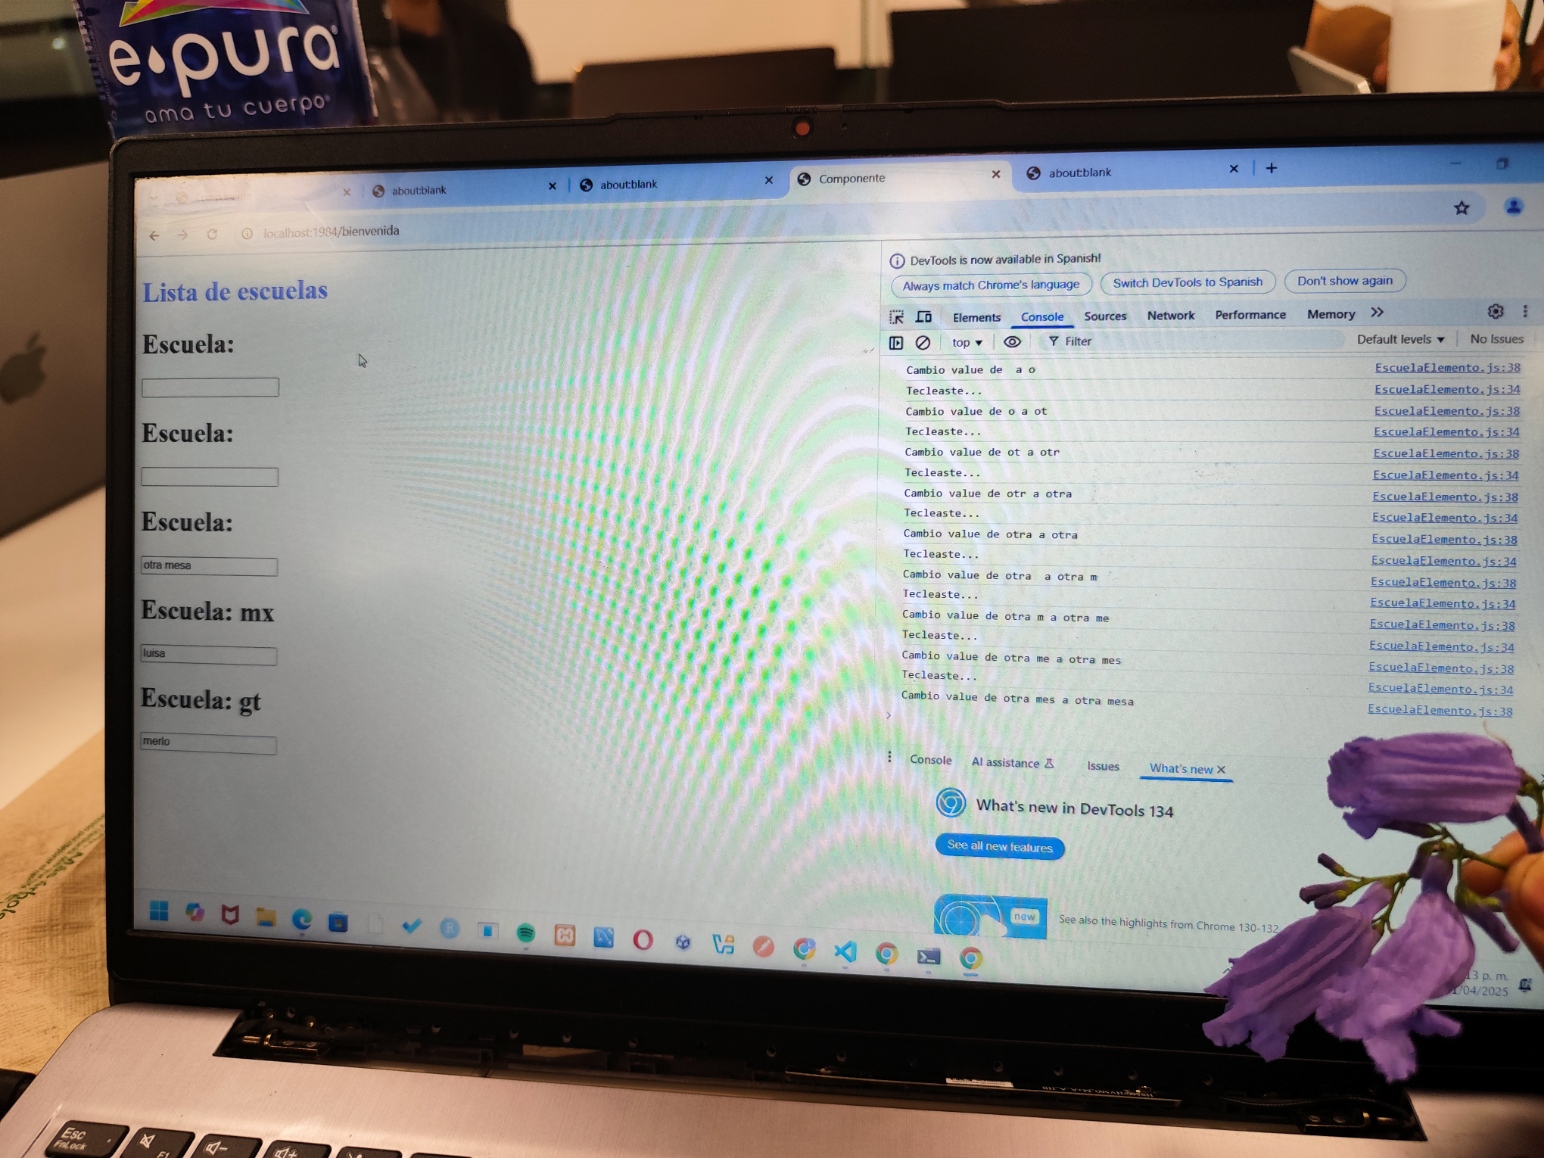 e·pura®
ama tu cuerpo®
about:blank
about:blank
Componente
about:blank
localhost:1984/bienvenida
Lista de escuelas
Escuela:
Escuela:
Escuela:
otra mesa
Escuela: mx
luisa
Escuela: gt
merlo
DevTools is now available in Spanish!
Always match Chrome's language
Switch DevTools to Spanish
Don't show again
Elements
Console
Sources
Network
Performance
Memory
top
Filter
Default levels
No Issues
Cambio value de  a o EscuelaElemento.js:38
Tecleaste... EscuelaElemento.js:34
Cambio value de o a ot EscuelaElemento.js:38
Tecleaste... EscuelaElemento.js:34
Cambio value de ot a otr EscuelaElemento.js:38
Tecleaste... EscuelaElemento.js:34
Cambio value de otr a otra EscuelaElemento.js:38
Tecleaste... EscuelaElemento.js:34
Cambio value de otra a otra EscuelaElemento.js:38
Tecleaste... EscuelaElemento.js:34
Cambio value de otra  a otra m EscuelaElemento.js:38
Tecleaste... EscuelaElemento.js:34
Cambio value de otra m a otra me EscuelaElemento.js:38
Tecleaste... EscuelaElemento.js:34
Cambio value de otra me a otra mes EscuelaElemento.js:38
Tecleaste... EscuelaElemento.js:34
Cambio value de otra mes a otra mesa EscuelaElemento.js:38
Console
AI assistance
Issues
What's new
What's new in DevTools 134
See all new features
new
See also the highlights from Chrome 130-132
13 p. m.
/04/2025
Esc
FnLock
F1